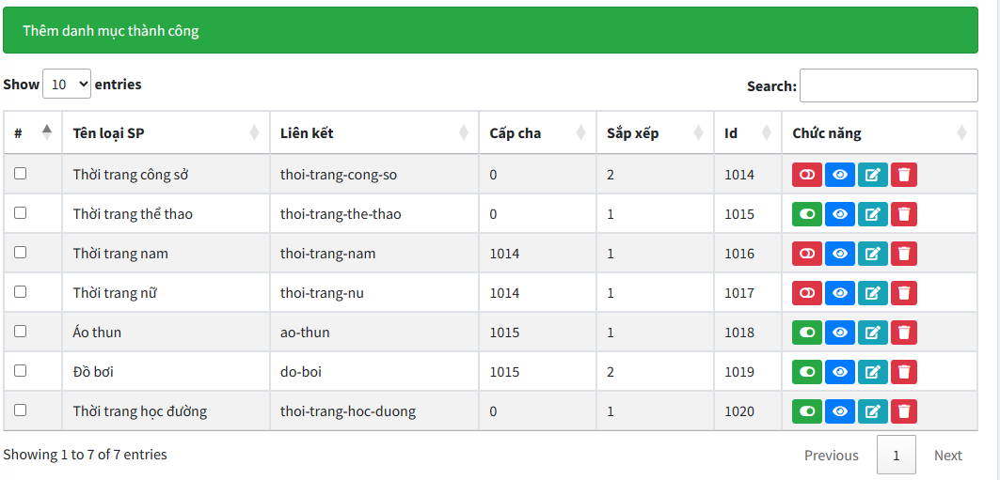 Thêm danh mục thành công
Show 10 entries
Search:
# Tên loại SP Liên kết Cấp cha Sắp xếp Id Chức năng
Thời trang công sở thoi-trang-cong-so 0 2 1014
Thời trang thể thao thoi-trang-the-thao 0 1 1015
Thời trang nam thoi-trang-nam 1014 1 1016
Thời trang nữ thoi-trang-nu 1014 1 1017
Áo thun ao-thun 1015 1 1018
Đồ bơi do-boi 1015 2 1019
Thời trang học đường thoi-trang-hoc-duong 0 1 1020
Showing 1 to 7 of 7 entries
Previous 1 Next